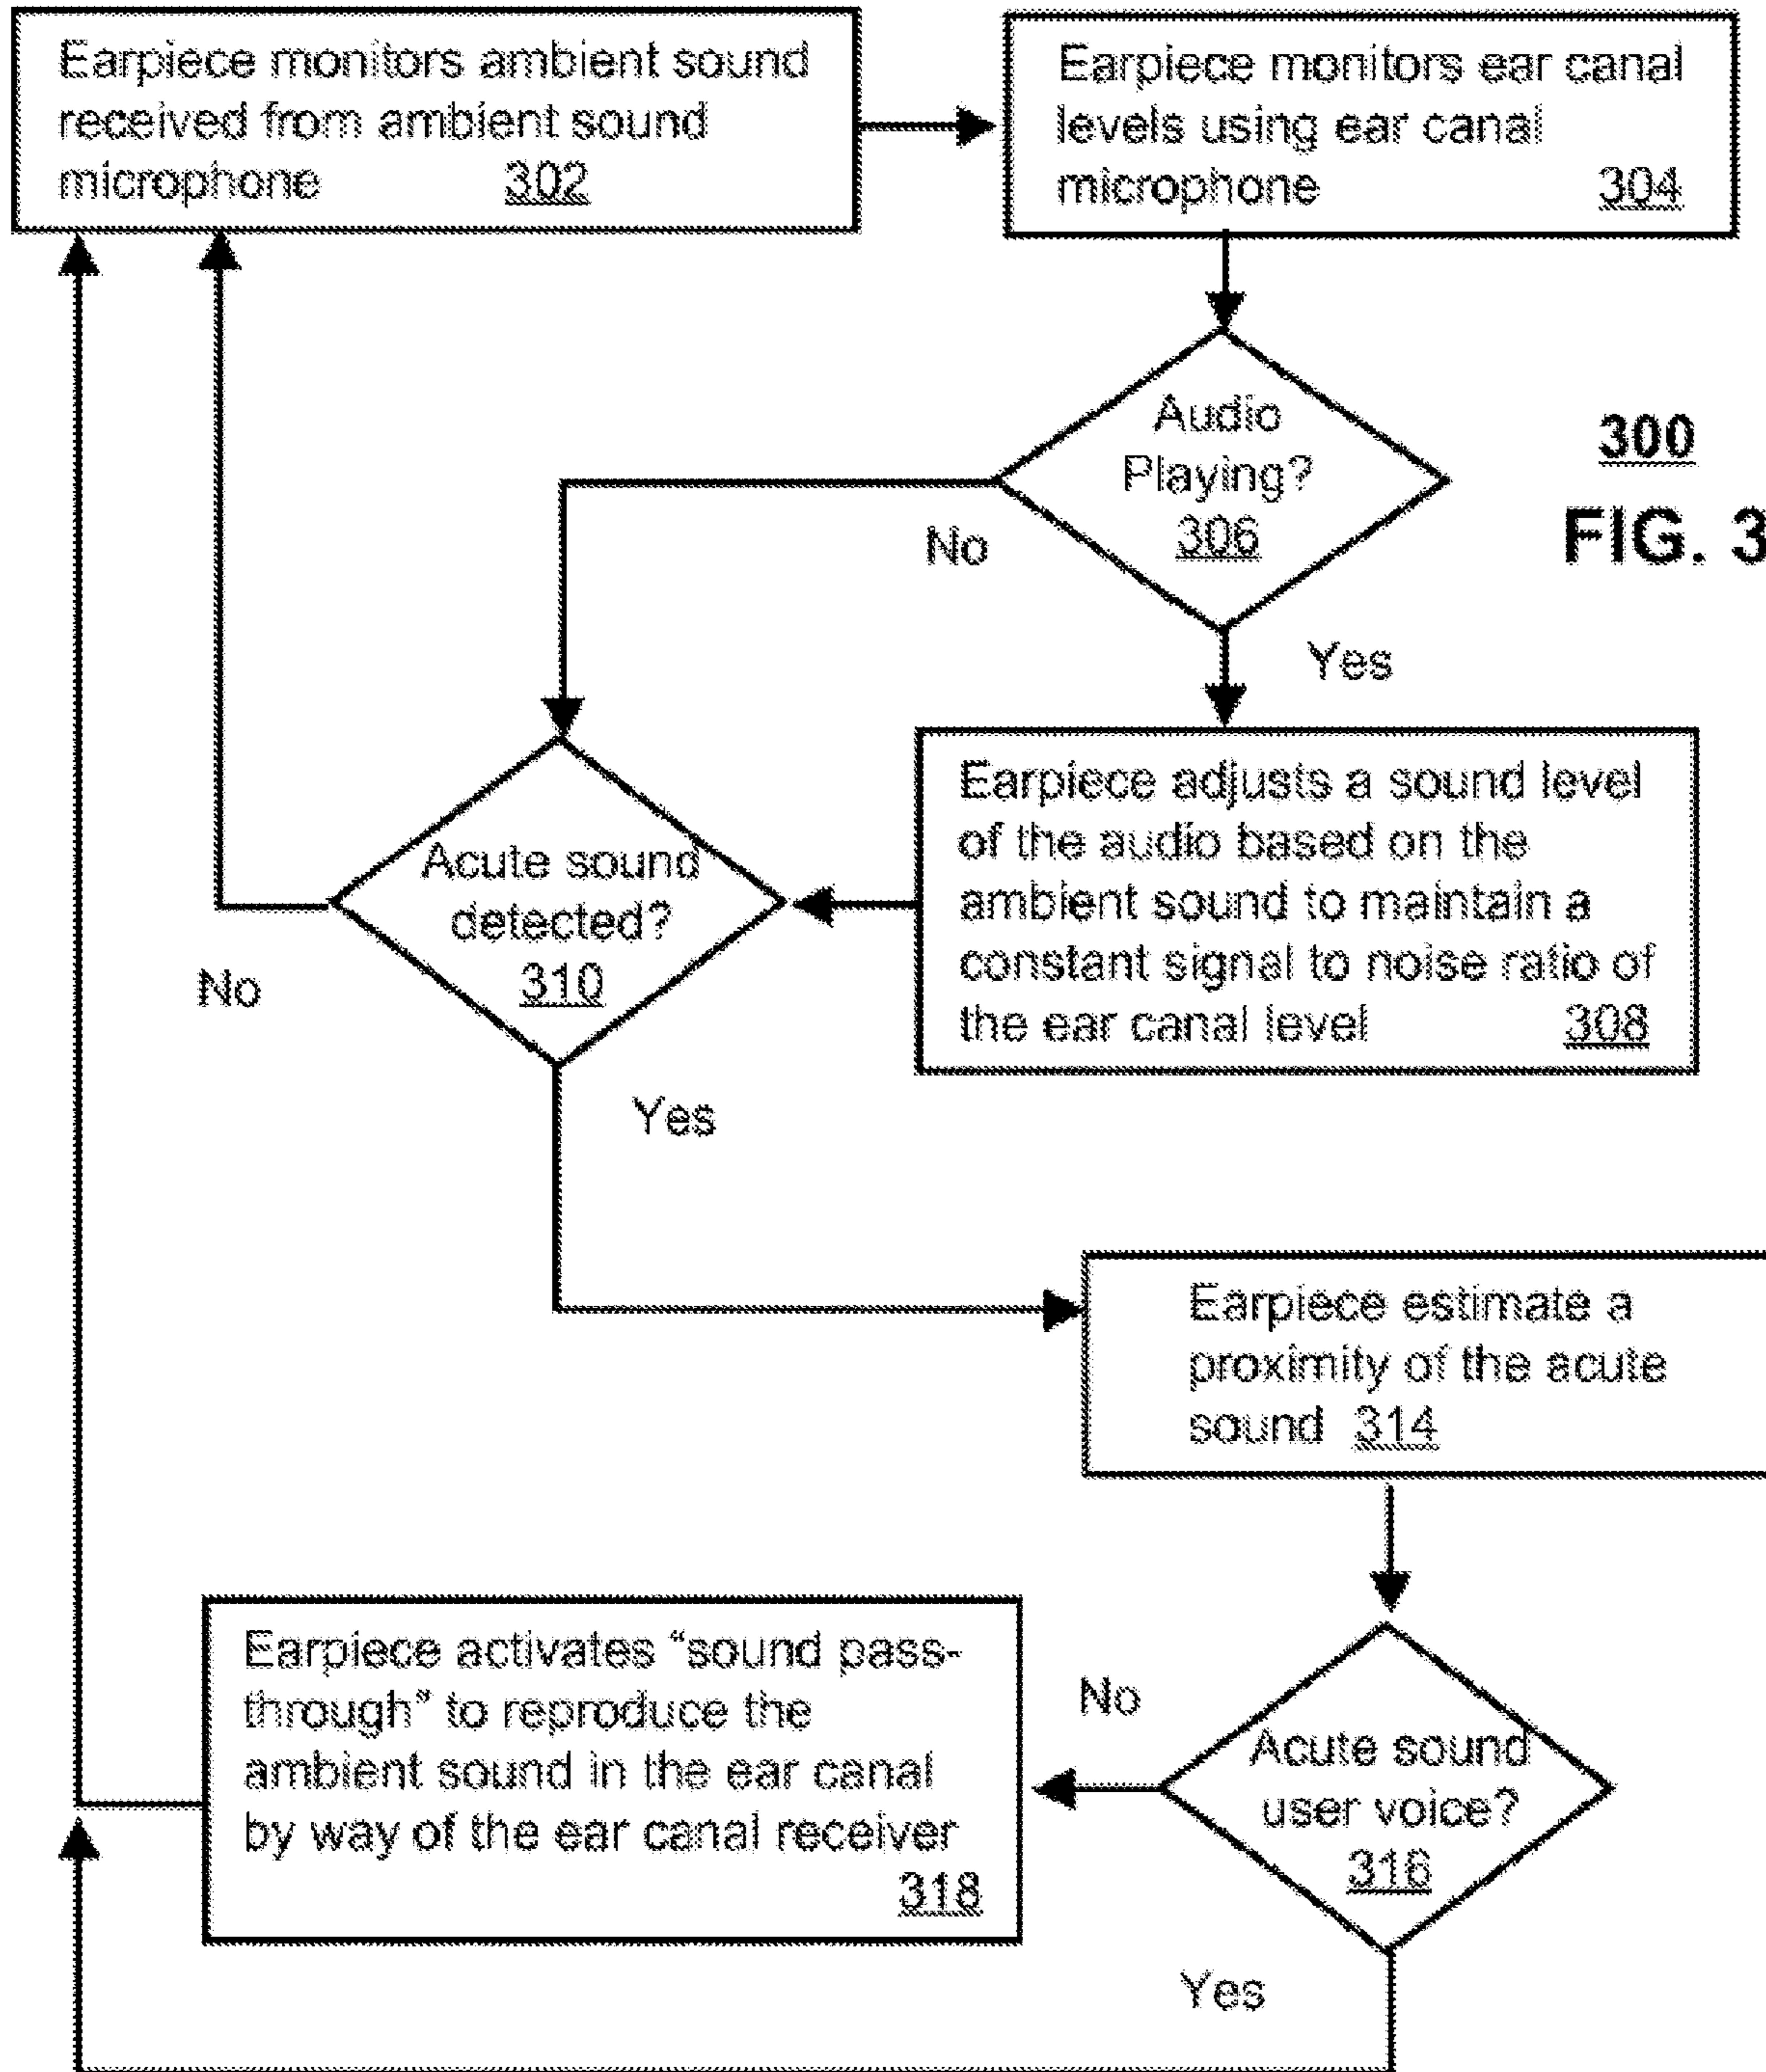 Earpiece monitors ambient sound
received from ambient sound
microphone 302
Earpiece monitors ear canal
levels using ear canal
microphone 304
Audio
Playing?
306
300
FIG. 3
No
Yes
Earpiece adjusts a sound level
of the audio based on the
ambient sound to maintain a
constant signal to noise ratio of
the ear canal level 308
Acute sound
detected?
310
No
Yes
Earpiece estimate a
proximity of the acute
sound 314
Acute sound
user voice?
316
No
Yes
Earpiece activates “sound pass-
through” to reproduce the
ambient sound in the ear canal
by way of the ear canal receiver
318